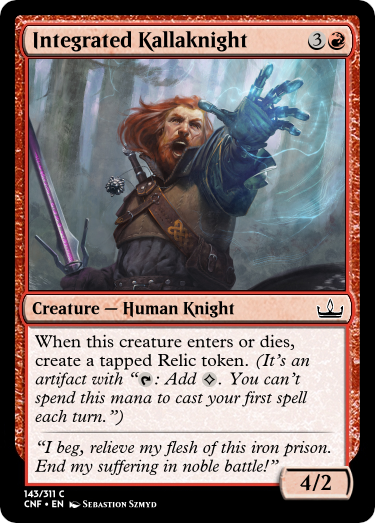 Integrated Kallaknight 3
Creature — Human Knight
When this creature enters or dies,
create a tapped Relic token. (It's an
artifact with “: Add . You can't
spend this mana to cast your first spell
each turn.”)
“I beg, relieve my flesh of this iron prison.
End my suffering in noble battle!”
4/2
143/311 C
CNF • EN Sebastion Szmyd